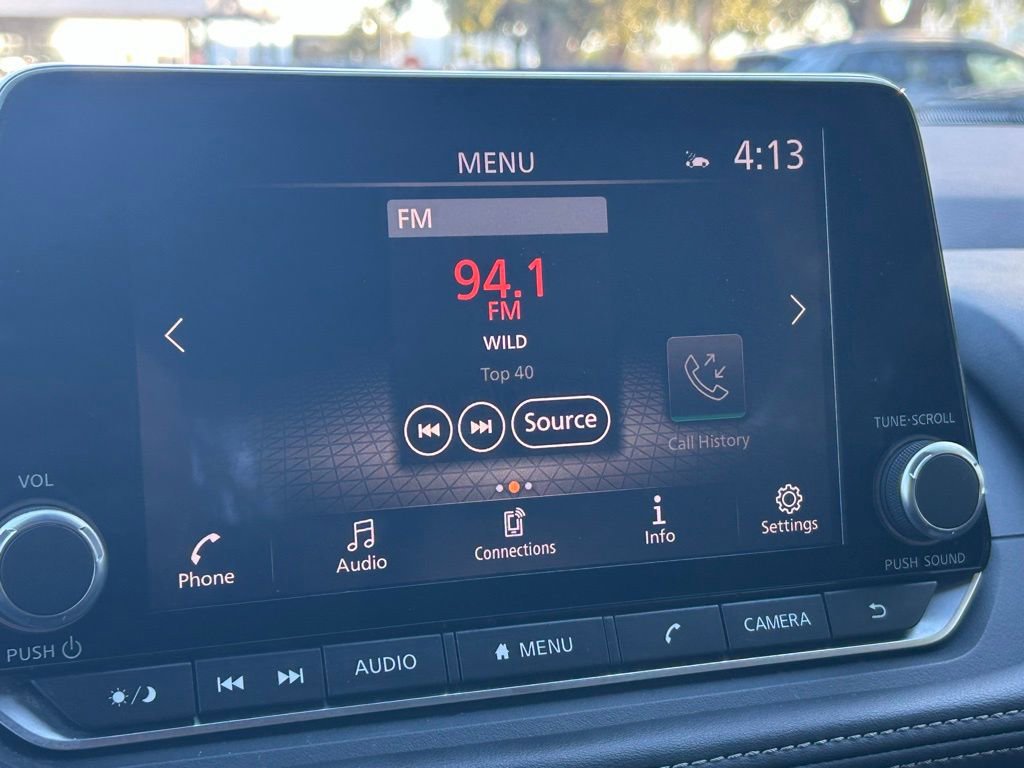 MENU
4:13
FM
94.1
FM
WILD
Top 40
Source
Call History
TUNE·SCROLL
VOL
Phone
Audio
Connections
Info
Settings
PUSH SOUND
PUSH
AUDIO
MENU
CAMERA